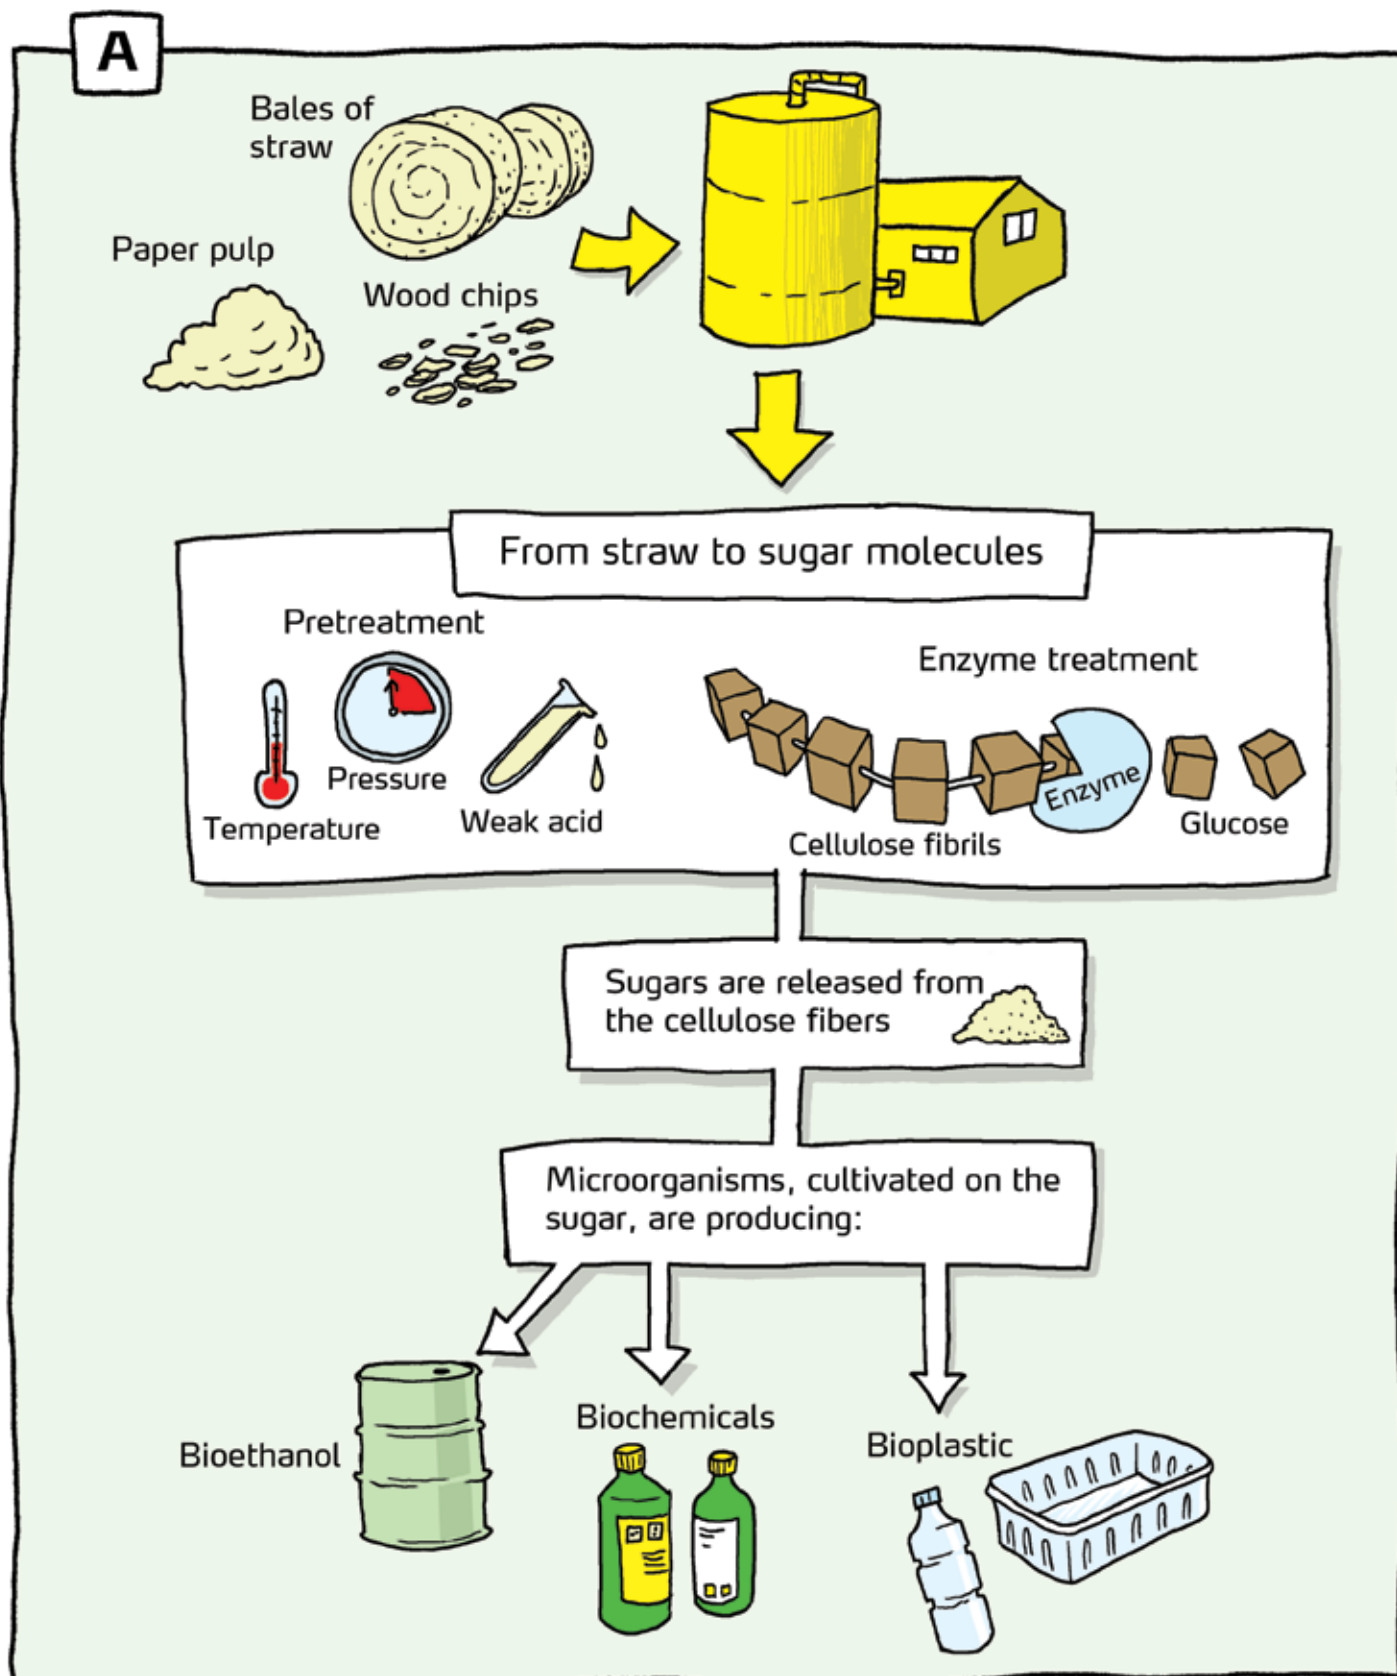 A
Bales of
straw
Paper pulp
Wood chips
From straw to sugar molecules
Pretreatment
Enzyme treatment
Pressure
Temperature
Weak acid
Enzyme
Glucose
Cellulose fibrils
Sugars are released from
the cellulose fibers
Microorganisms, cultivated on the
sugar, are producing:
Bioethanol
Biochemicals
Bioplastic